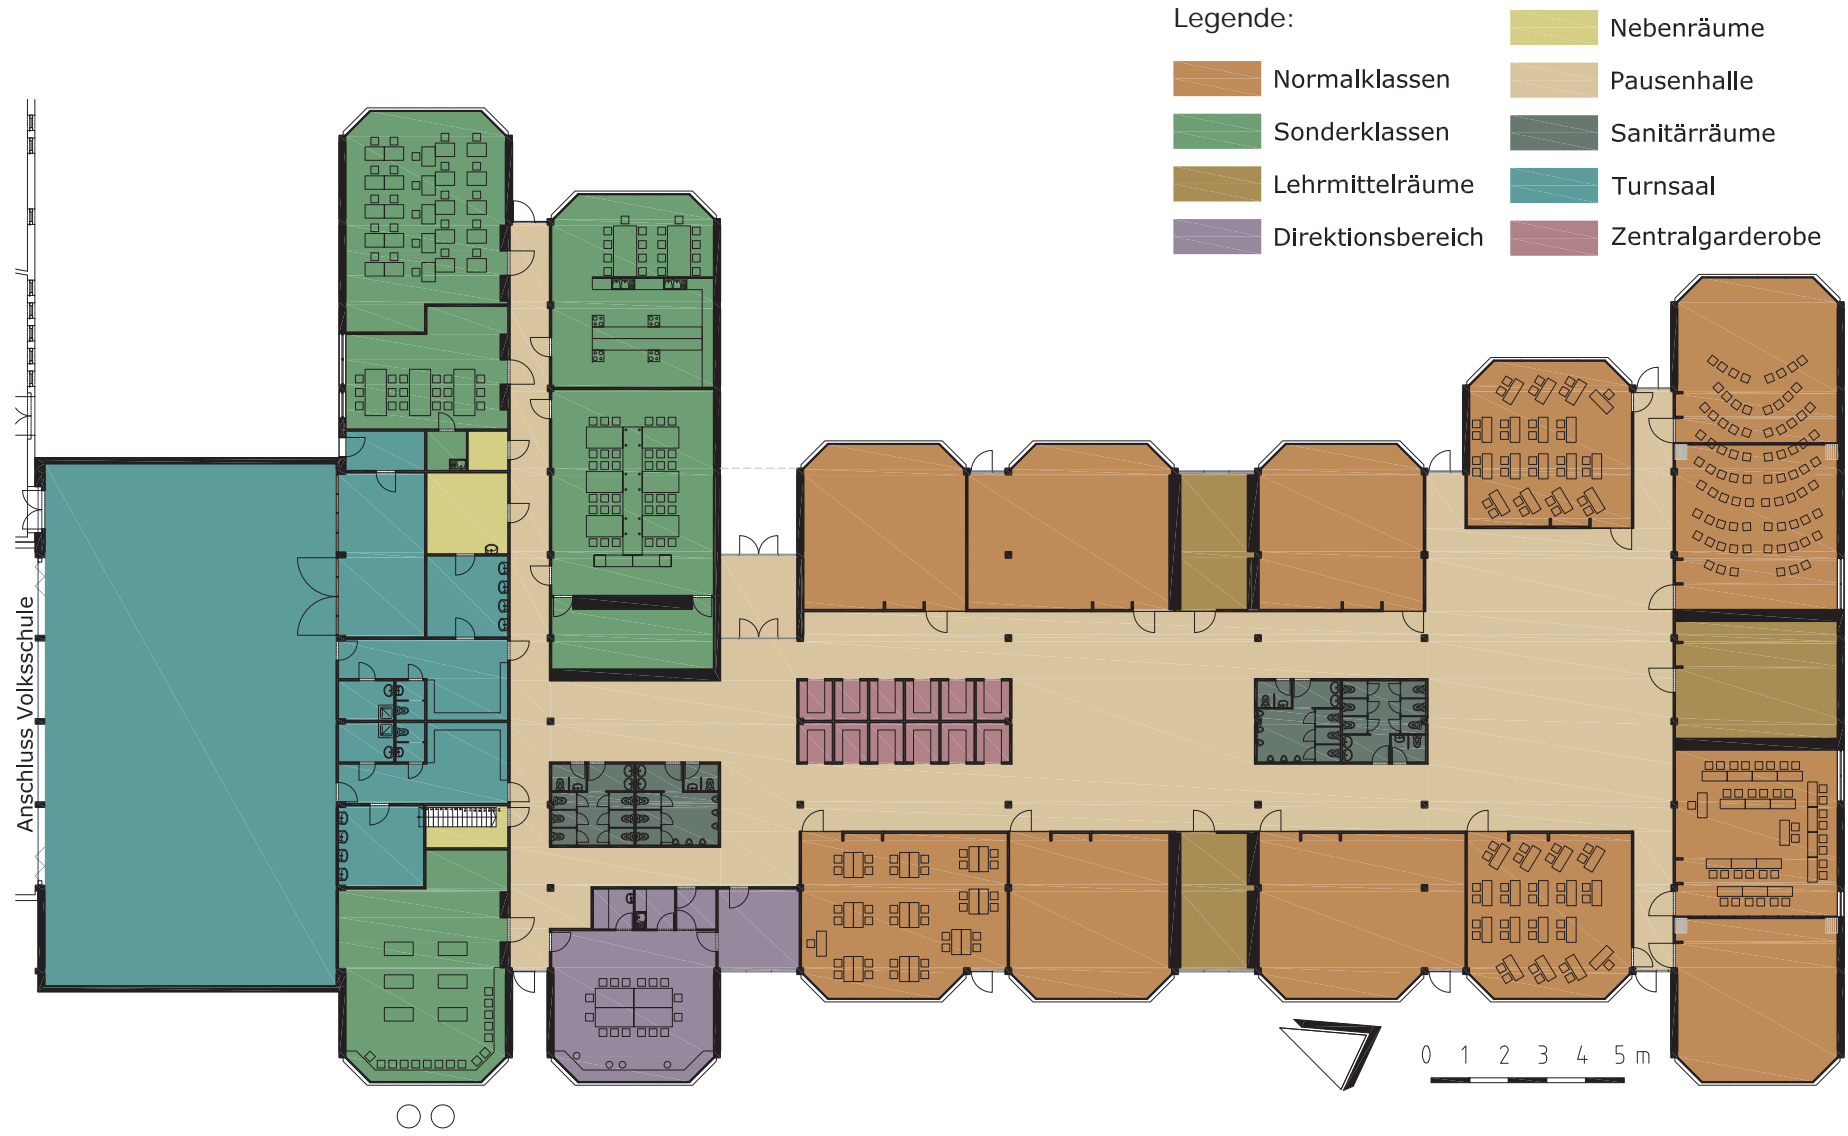 Legende:
Normalklassen
Sonderklassen
Lehrmittelräume
Direktionsbereich
Nebenräume
Pausenhalle
Sanitärräume
Turnsaal
Zentralgarderobe
Anschluss Volksschule
0 1 2 3 4 5 m